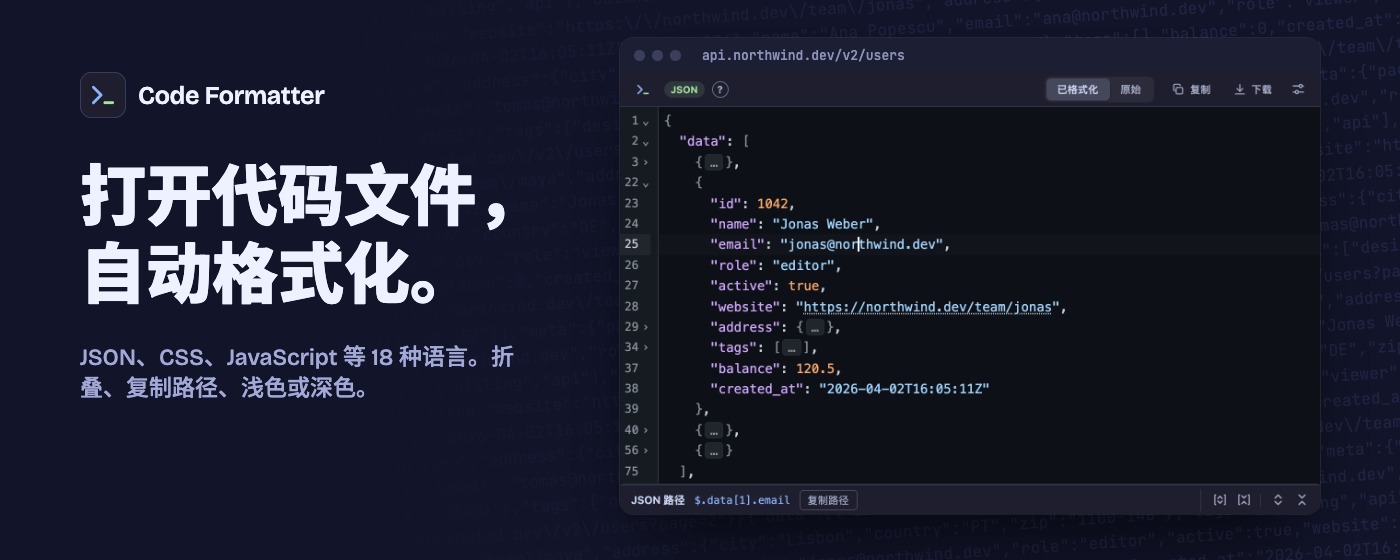 Code Formatter
打开代码文件，
自动格式化。
JSON、CSS、JavaScript 等 18 种语言。折
叠、复制路径、浅色或深色。
api.northwind.dev/v2/users
JSON ? 已格式化 原始 复制 下载
1 {
2 "data": [
3 {…},
22 {
23 "id": 1042,
24 "name": "Jonas Weber",
25 "email": "jonas@northwind.dev",
26 "role": "editor",
27 "active": true,
28 "website": "https://northwind.dev/team/jonas",
29 "address": {…},
34 "tags": […],
37 "balance": 120.5,
38 "created_at": "2026-04-02T16:05:11Z"
39 },
40 {…},
56 {…}
75 ],
JSON 路径 $.data[1].email 复制路径